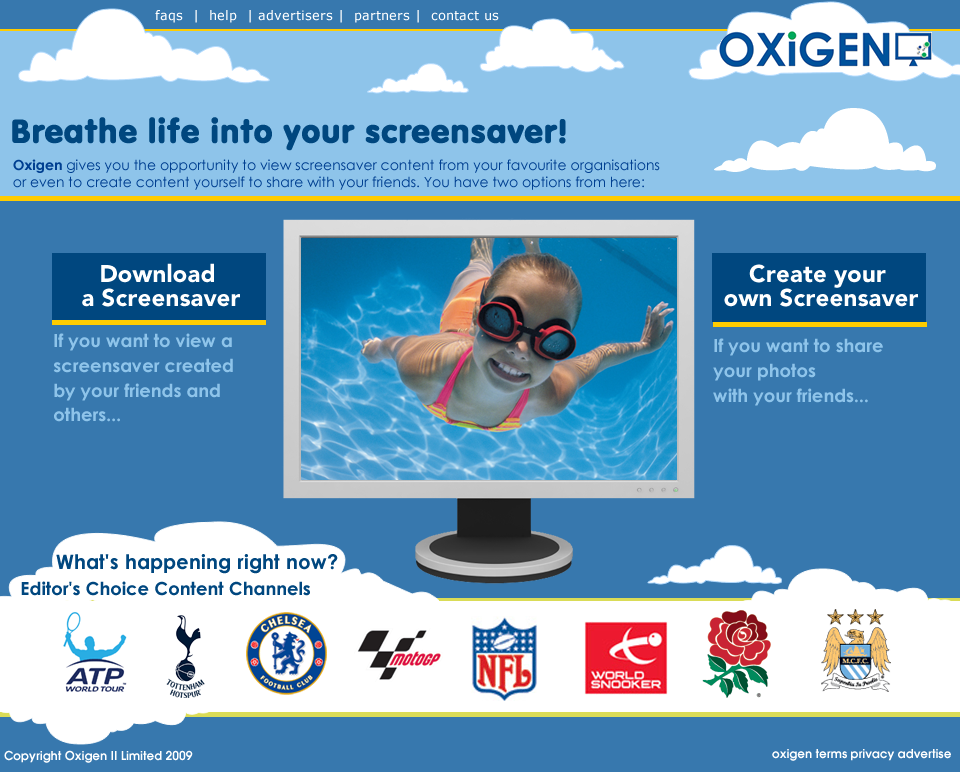 faqs | help | advertisers | partners | contact us
OXiGEN
Breathe life into your screensaver!
Oxigen gives you the opportunity to view screensaver content from your favourite organisations
or even to create content yourself to share with your friends. You have two options from here:
Download
a Screensaver
If you want to view a
screensaver created
by your friends and
others...
Create your
own Screensaver
If you want to share
your photos
with your friends...
What's happening right now?
Editor's Choice Content Channels
ATP
WORLD TOUR™
TOTTENHAM
HOTSPUR
CHELSEA
FOOTBALL CLUB
motoGP
NFL
WORLD
SNOOKER
®
M.C.F.C.
Superbia In Proelio
Copyright Oxigen II Limited 2009
oxigen terms privacy advertise